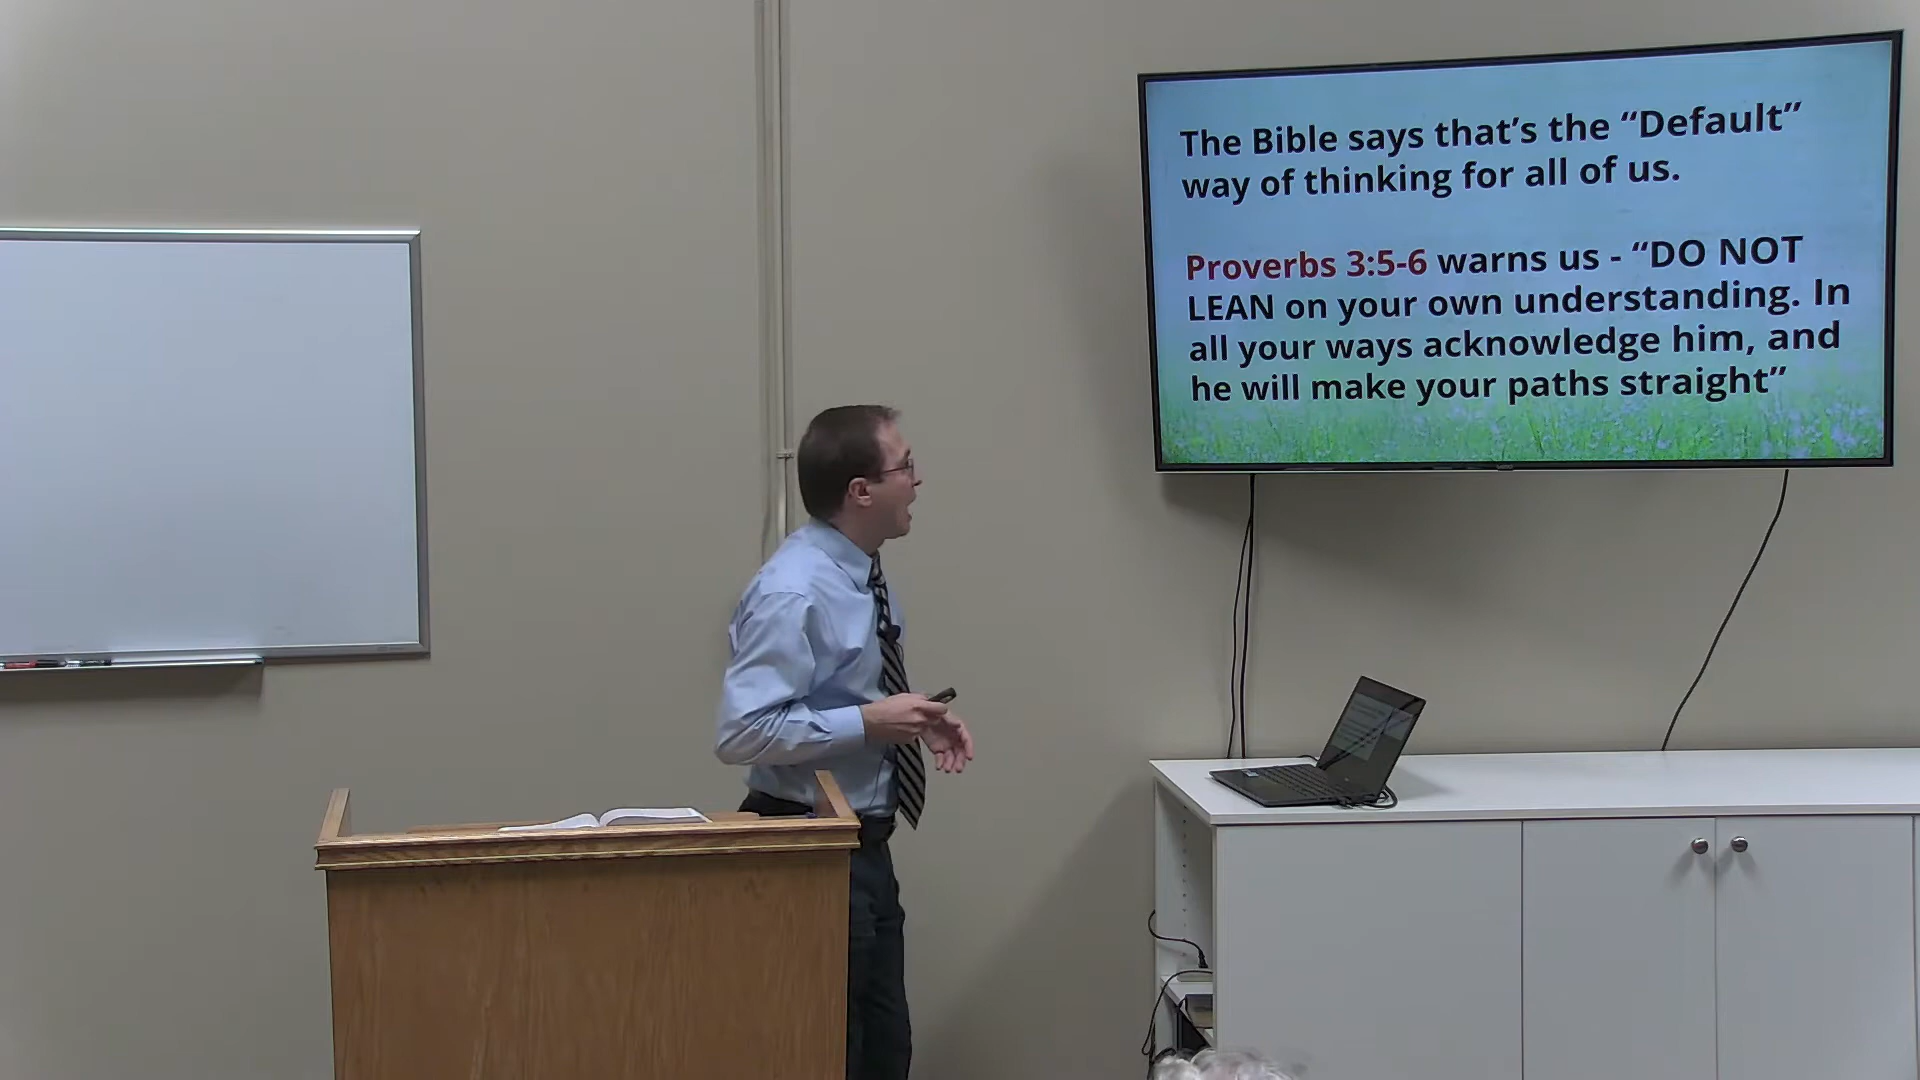 The Bible says that’s the “Default”
way of thinking for all of us.
Proverbs 3:5-6 warns us - “DO NOT
LEAN on your own understanding. In
all your ways acknowledge him, and
he will make your paths straight”